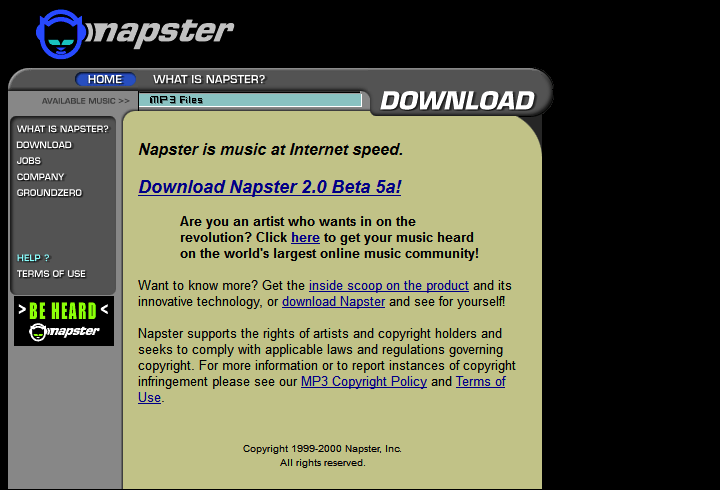 napster
HOME WHAT IS NAPSTER?
AVAILABLE MUSIC >> MP3 Files DOWNLOAD
WHAT IS NAPSTER?
DOWNLOAD
JOBS
COMPANY
GROUNDZERO
HELP ?
TERMS OF USE
>BE HEARD<
napster
Napster is music at Internet speed.
Download Napster 2.0 Beta 5a!
Are you an artist who wants in on the
revolution? Click here to get your music heard
on the world's largest online music community!
Want to know more? Get the inside scoop on the product and its
innovative technology, or download Napster and see for yourself!
Napster supports the rights of artists and copyright holders and
seeks to comply with applicable laws and regulations governing
copyright. For more information or to report instances of copyright
infringement please see our MP3 Copyright Policy and Terms of
Use.
Copyright 1999-2000 Napster, Inc.
All rights reserved.